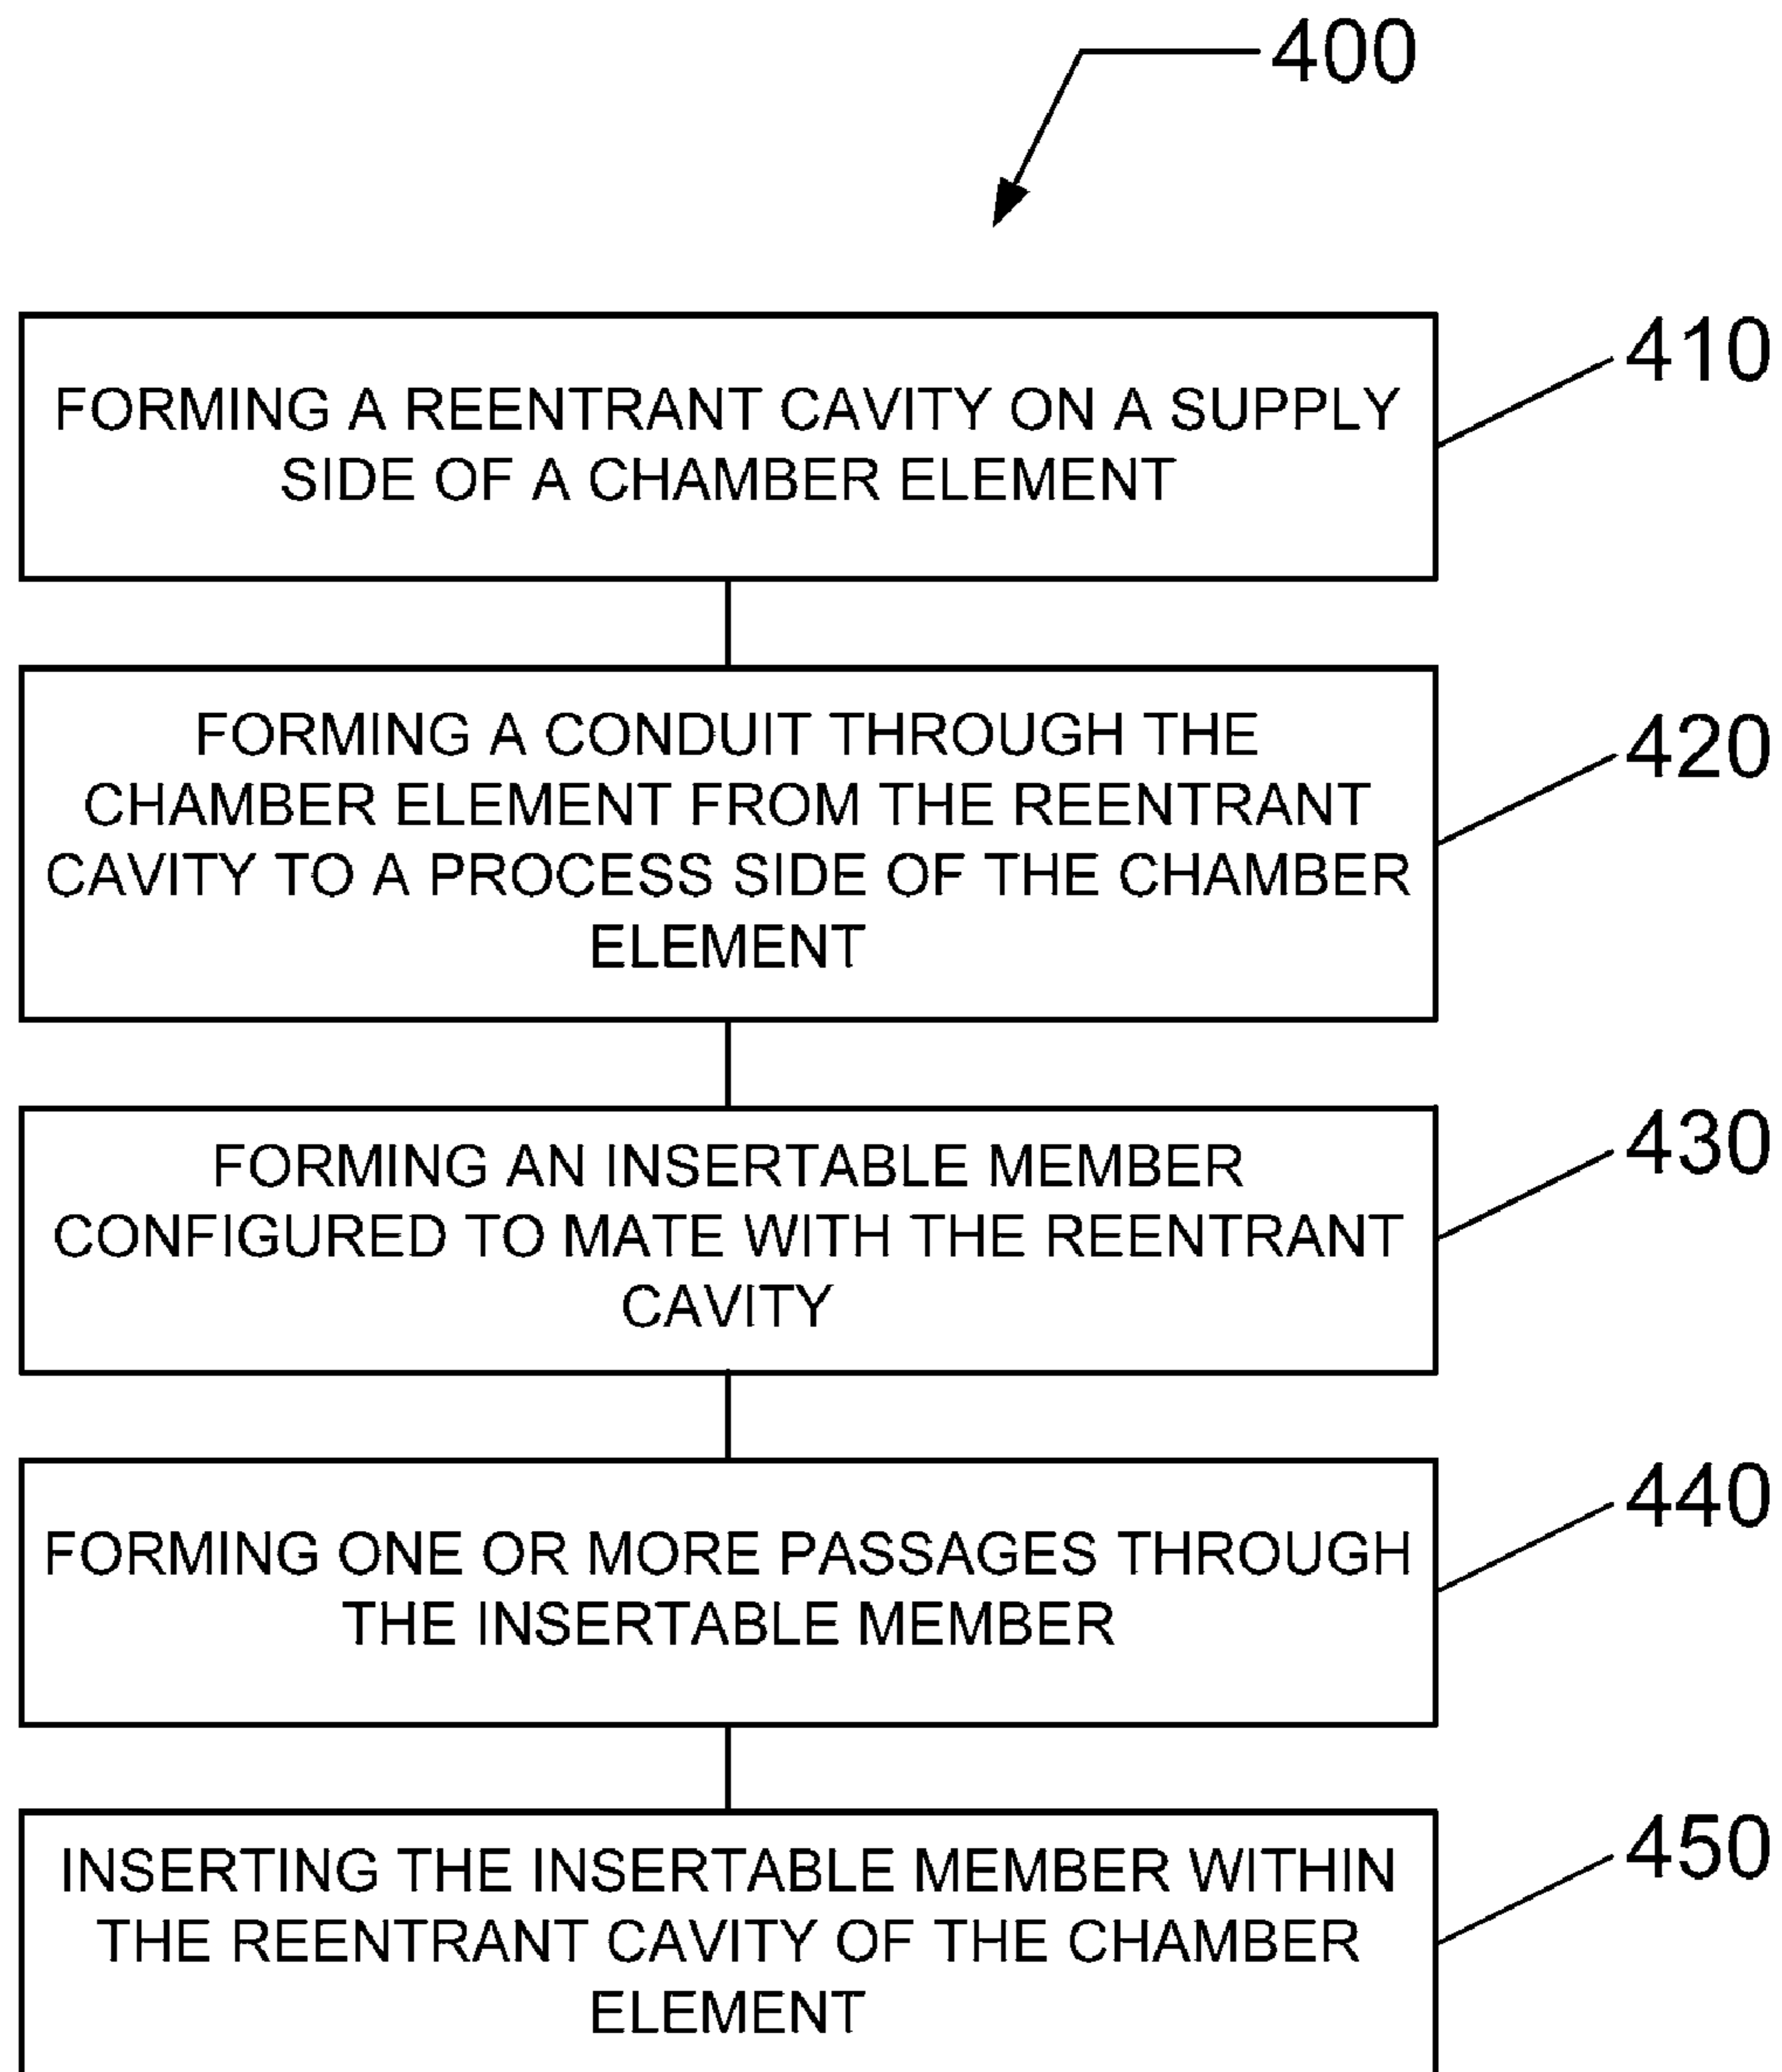 400
410
FORMING A REENTRANT CAVITY ON A SUPPLY
SIDE OF A CHAMBER ELEMENT
420
FORMING A CONDUIT THROUGH THE
CHAMBER ELEMENT FROM THE REENTRANT
CAVITY TO A PROCESS SIDE OF THE CHAMBER
ELEMENT
430
FORMING AN INSERTABLE MEMBER
CONFIGURED TO MATE WITH THE REENTRANT
CAVITY
440
FORMING ONE OR MORE PASSAGES THROUGH
THE INSERTABLE MEMBER
450
INSERTING THE INSERTABLE MEMBER WITHIN
THE REENTRANT CAVITY OF THE CHAMBER
ELEMENT